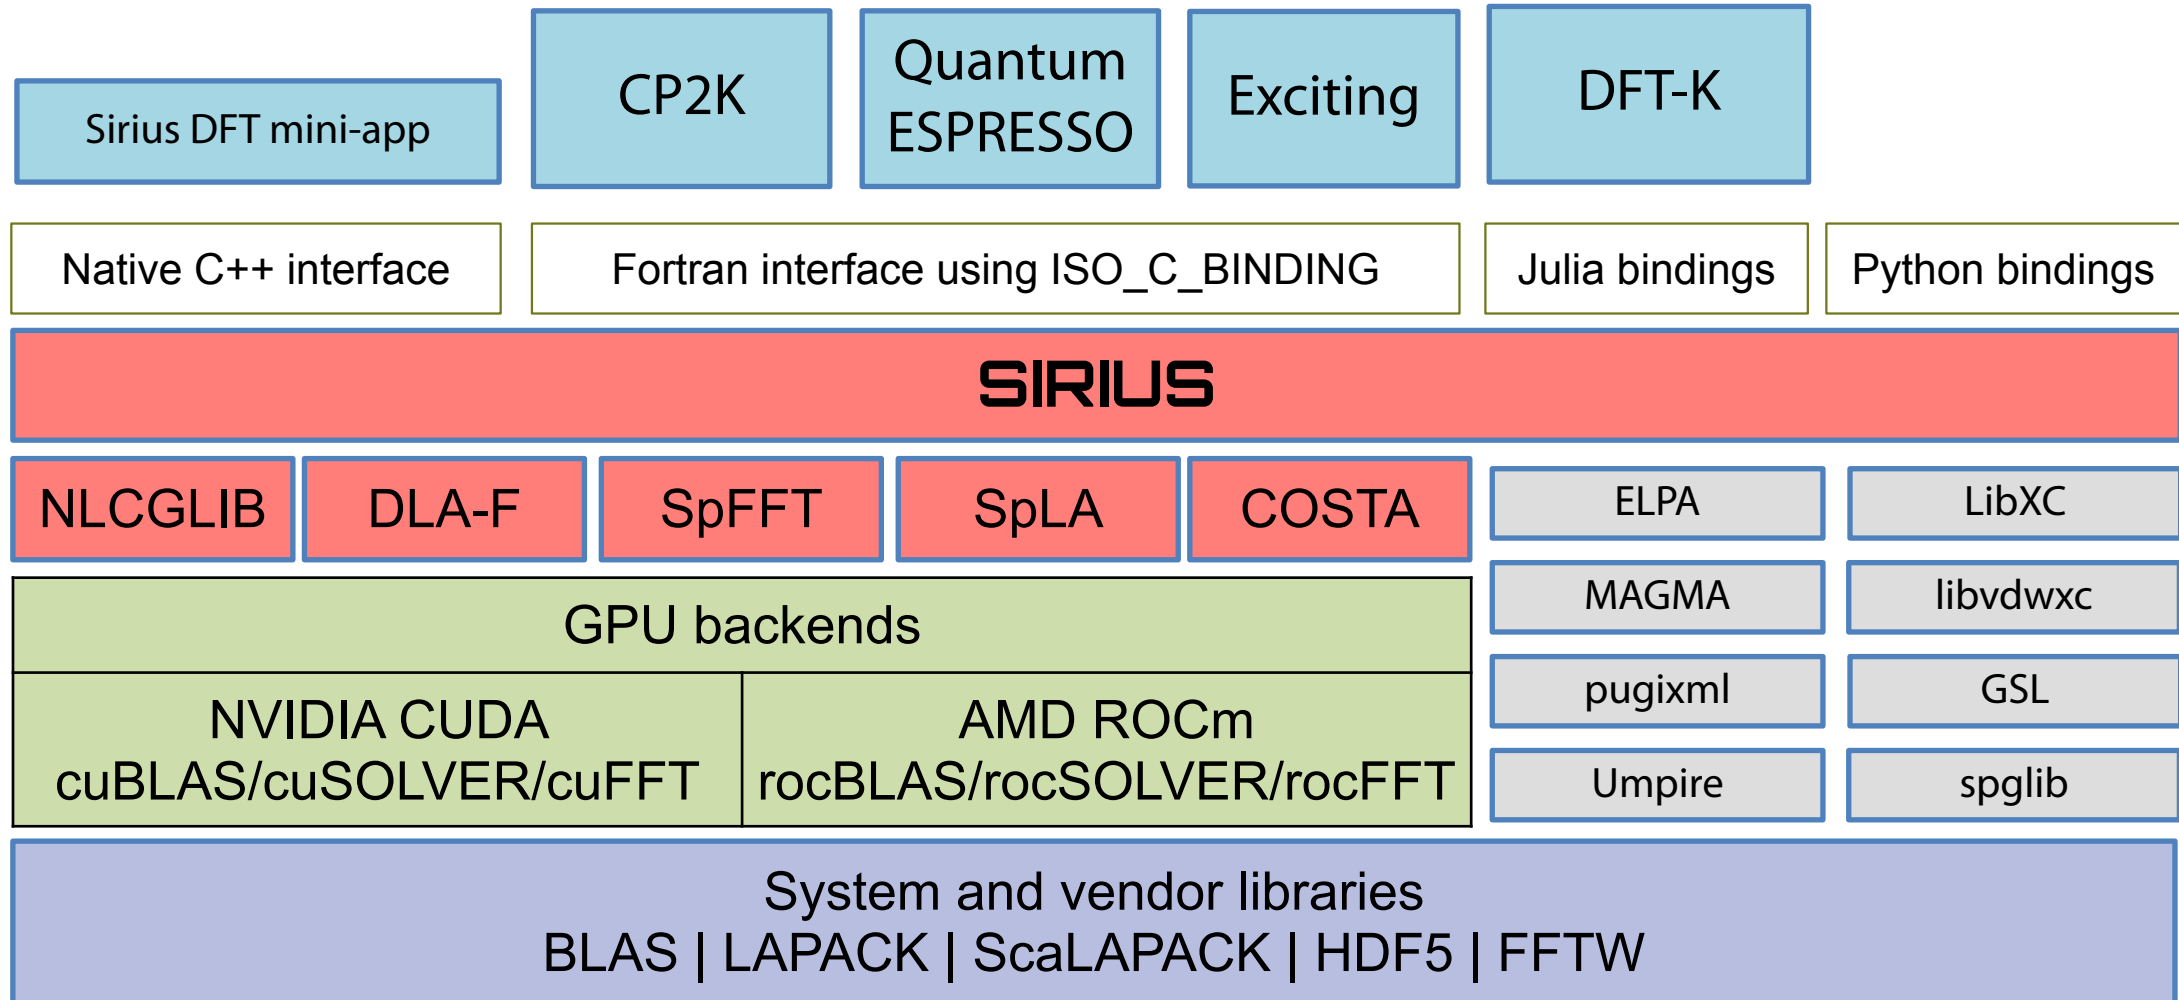 Sirius DFT mini-app
CP2K
Quantum
ESPRESSO
Exciting
DFT-K
Native C++ interface
Fortran interface using ISO_C_BINDING
Julia bindings
Python bindings
SIRIUS
NLCGLIB
DLA-F
SpFFT
SpLA
COSTA
ELPA
LibXC
MAGMA
libvdwxc
pugixml
GSL
Umpire
spglib
GPU backends
NVIDIA CUDA
cuBLAS/cuSOLVER/cuFFT
AMD ROCm
rocBLAS/rocSOLVER/rocFFT
System and vendor libraries
BLAS | LAPACK | ScaLAPACK | HDF5 | FFTW